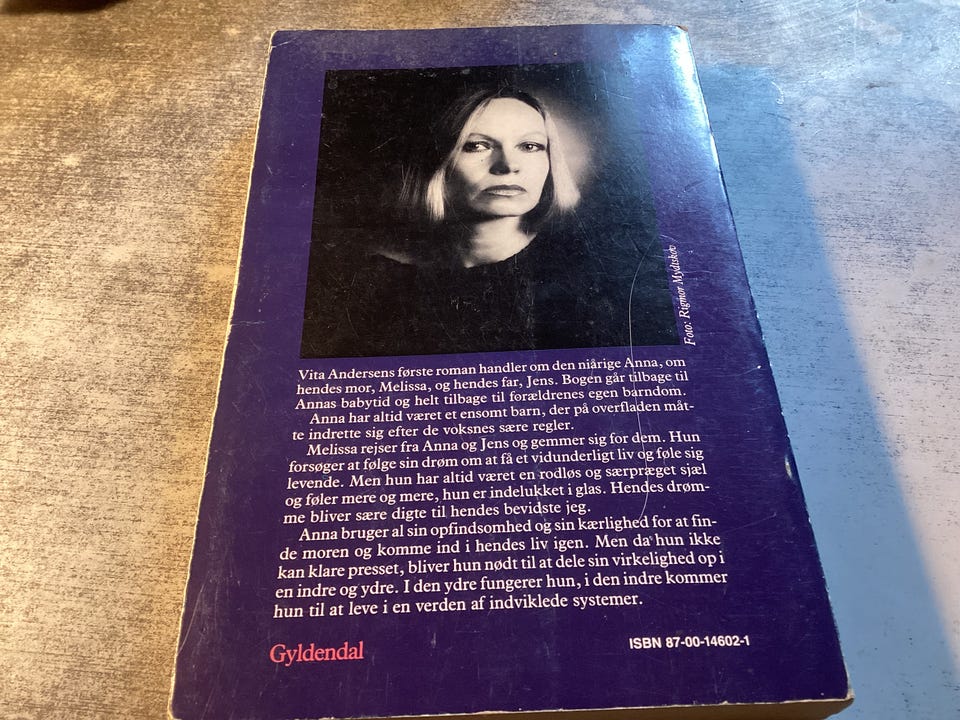 Foto: Rigmor Mydtskov
Vita Andersens første roman handler om den niårige Anna, om
hendes mor, Melissa, og hendes far, Jens. Bogen går tilbage til
Annas babytid og helt tilbage til forældrenes egen barndom.
Anna har altid været et ensomt barn, der på overfladen måt-
te indrette sig efter de voksnes sære regler.
Melissa rejser fra Anna og Jens og gemmer sig for dem. Hun
forsøger at følge sin drøm om at få et vidunderligt liv og føle sig
levende. Men hun har altid været en rodløs og særpræget sjæl
og føler mere og mere, hun er indelukket i glas. Hendes drøm-
me bliver sære digte til hendes bevidste jeg.
Anna bruger al sin opfindsomhed og sin kærlighed for at fin-
de moren og komme ind i hendes liv igen. Men da hun ikke
kan klare presset, bliver hun nødt til at dele sin virkelighed op i
en indre og ydre. I den ydre fungerer hun, i den indre kommer
hun til at leve i en verden af indviklede systemer.
Gyldendal
ISBN 87-00-14602-1